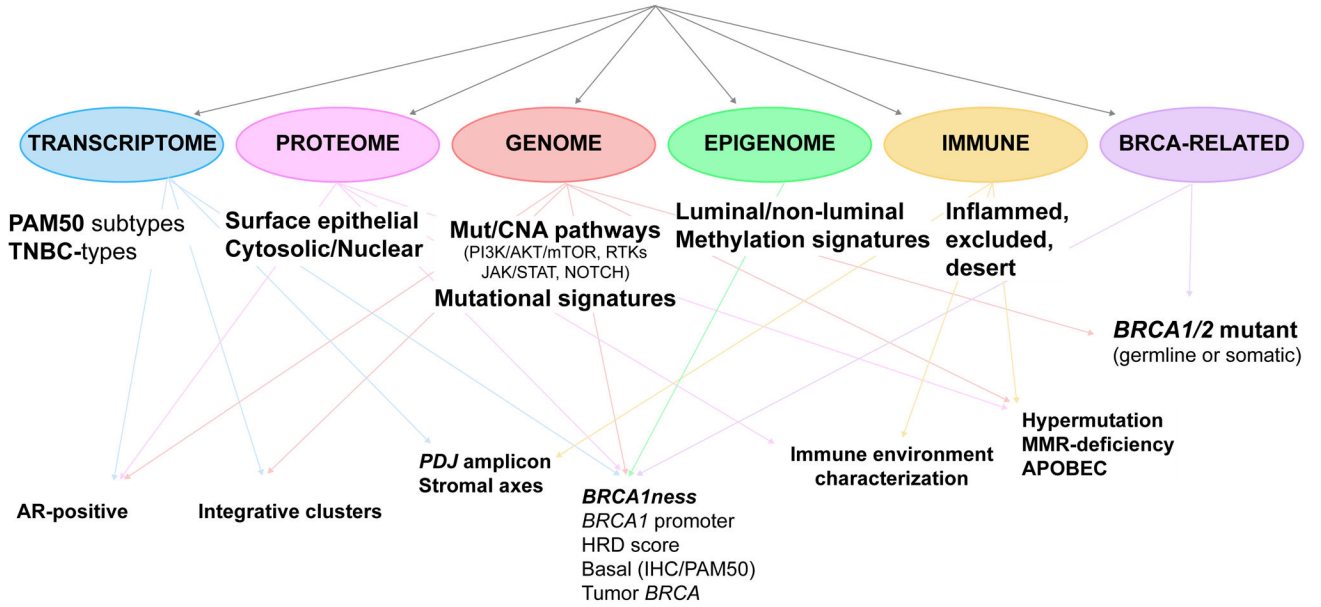 TRANSCRIPTOME
PROTEOME
GENOME
EPIGENOME
IMMUNE
BRCA-RELATED
PAM50 subtypes
TNBC-types
Surface epithelial
Cytosolic/Nuclear
Mut/CNA pathways
(PI3K/AKT/mTOR, RTKs
JAK/STAT, NOTCH)
Mutational signatures
Luminal/non-luminal
Methylation signatures
Inflammed,
excluded,
desert
BRCA1/2 mutant
(germline or somatic)
AR-positive
Integrative clusters
PDJ amplicon
Stromal axes
BRCA1ness
BRCA1 promoter
HRD score
Basal (IHC/PAM50)
Tumor BRCA
Immune environment
characterization
Hypermutation
MMR-deficiency
APOBEC